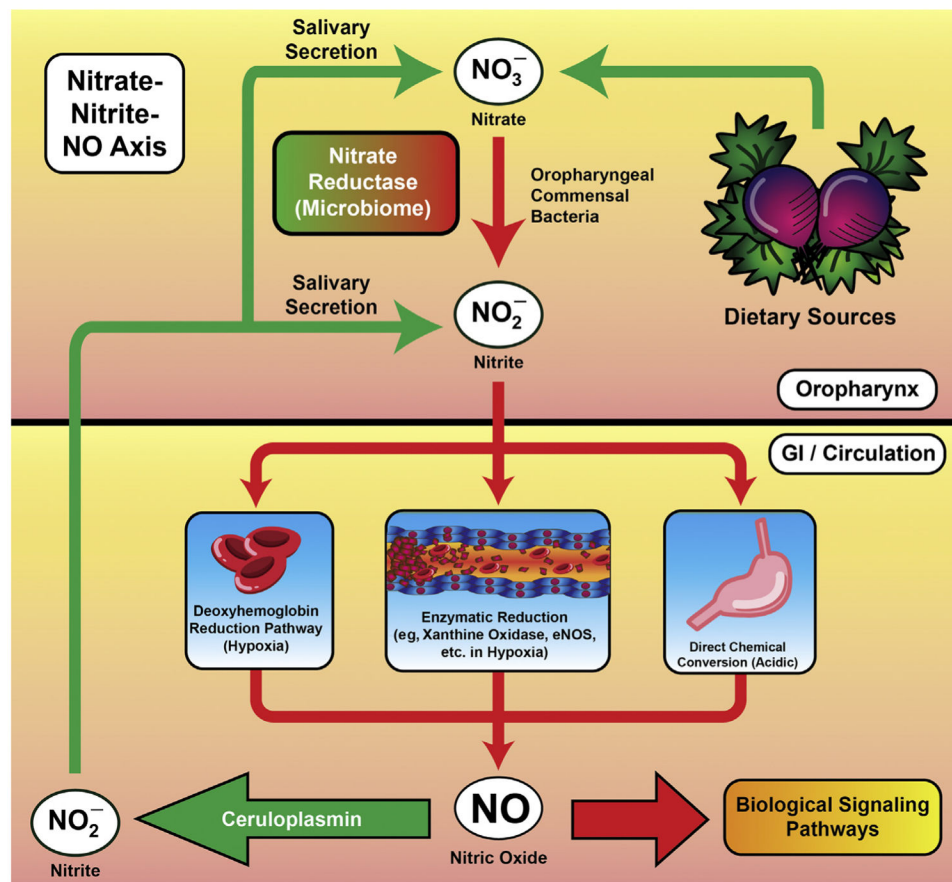 Nitrate-
Nitrite-
NO Axis
Salivary
Secretion
NO₃⁻
Nitrate
Nitrate
Reductase
(Microbiome)
Oropharyngeal
Commensal
Bacteria
Dietary Sources
Salivary
Secretion
NO₂⁻
Nitrite
Oropharynx
GI / Circulation
Deoxyhemoglobin
Reduction Pathway
(Hypoxia)
Enzymatic Reduction
(eg, Xanthine Oxidase, eNOS,
etc. in Hypoxia)
Direct Chemical
Conversion (Acidic)
NO₂⁻
Nitrite
Ceruloplasmin
NO
Nitric Oxide
Biological Signaling
Pathways